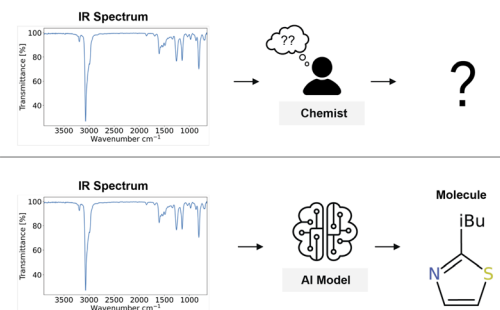 IR Spectrum
100
80
60
40
Transmittance [%]
3500 3000 2500 2000 1500 1000
Wavenumber cm⁻¹
??
Chemist
?
IR Spectrum
100
80
60
40
Transmittance [%]
3500 3000 2500 2000 1500 1000
Wavenumber cm⁻¹
AI Model
Molecule
iBu
N
S